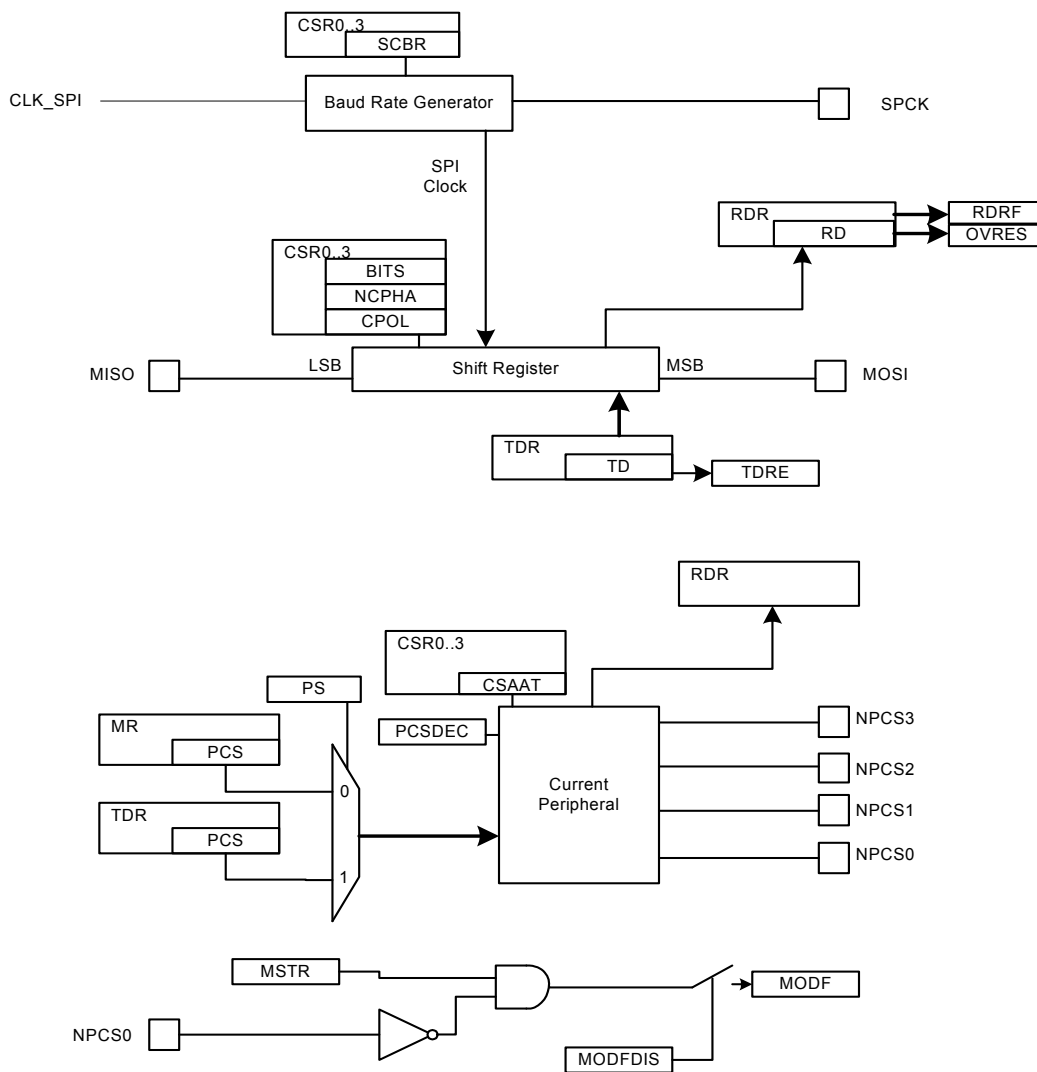 CSR0..3
SCBR
CLK_SPI
Baud Rate Generator
SPCK
SPI
Clock
RDR
RD
RDRF
OVRES
CSR0..3
BITS
NCPHA
CPOL
MISO
LSB
Shift Register
MSB
MOSI
TDR
TD
TDRE
RDR
CSR0..3
CSAAT
PS
PCSDEC
MR
PCS
0
TDR
PCS
1
Current
Peripheral
NPCS3
NPCS2
NPCS1
NPCS0
MSTR
MODF
NPCS0
MODFDIS